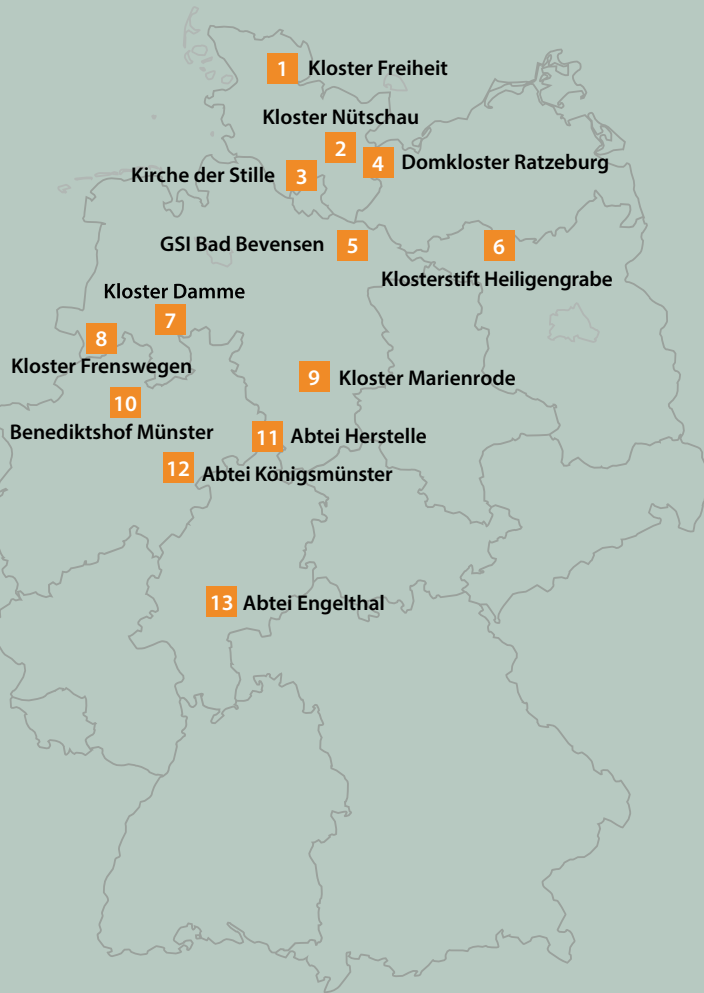 1 Kloster Freiheit
Kloster Nütschau
2
4 Domkloster Ratzeburg
Kirche der Stille 3
GSI Bad Bevensen 5
6
Klosterstift Heiligengrabe
Kloster Damme
7
8
Kloster Frenswegen
9 Kloster Marienrode
10
Benediktshof Münster
11 Abtei Herstelle
12 Abtei Königsmünster
13 Abtei Engelthal